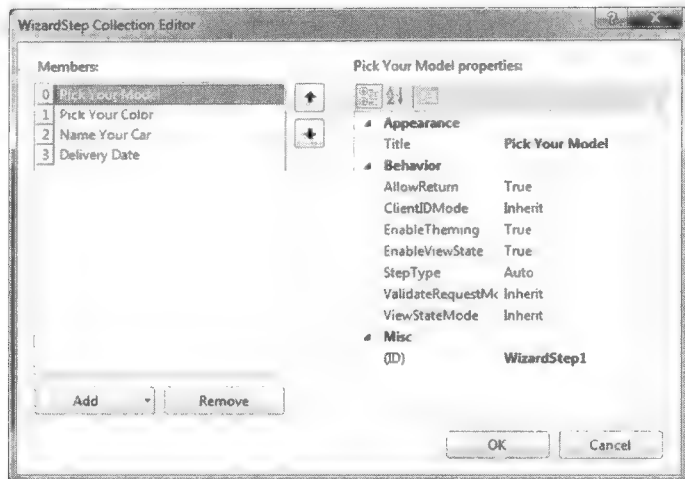 WizardStep Collection Editor
?
X
Members:
Pick Your Model properties:
0 Pick Your Model
1 Pick Your Color
2 Name Your Car
3 Delivery Date
Appearance
Title Pick Your Model
Behavior
AllowReturn True
ClientIDMode Inherit
EnableTheming True
EnableViewState True
StepType Auto
ValidateRequestMc Inherit
ViewStateMode Inherit
Misc
(ID) WizardStep1
Add
Remove
OK
Cancel